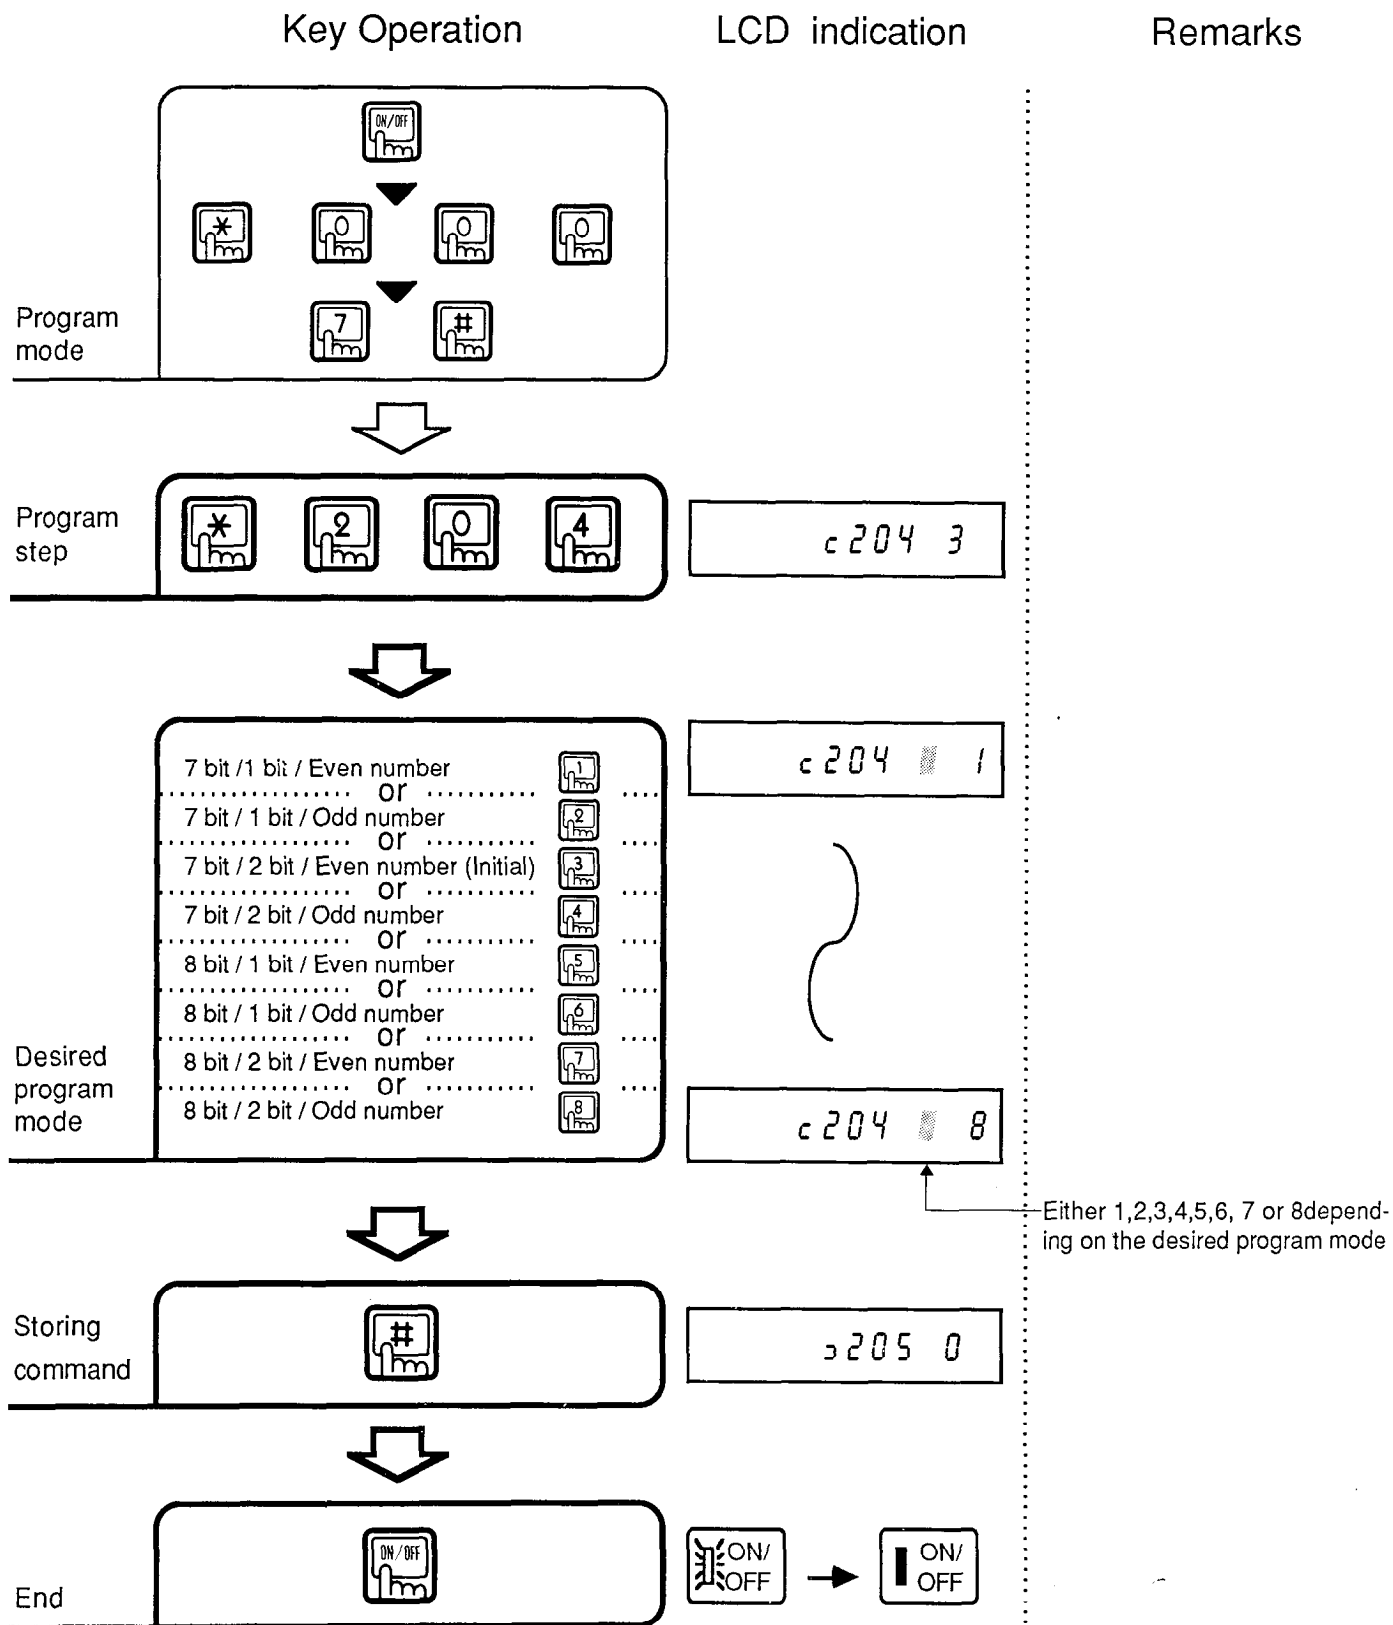 Key Operation LCD indication Remarks
ON/OFF
* 0 0 0
7 #
Program
mode
Program
step
* 2 0 4
c204 3
7 bit /1 bit / Even number 1
c204 1
or
7 bit / 1 bit / Odd number 2
or
7 bit / 2 bit / Even number (Initial) 3
or
7 bit / 2 bit / Odd number 4
or
8 bit / 1 bit / Even number 5
or
8 bit / 1 bit / Odd number 6
or
8 bit / 2 bit / Even number 7
or
8 bit / 2 bit / Odd number 8
Desired
program
mode
c204 8
Either 1,2,3,4,5,6, 7 or 8depend-
ing on the desired program mode
Storing
command
#
ɔ205 0
End
ON/OFF
ON/
OFF
ON/
OFF